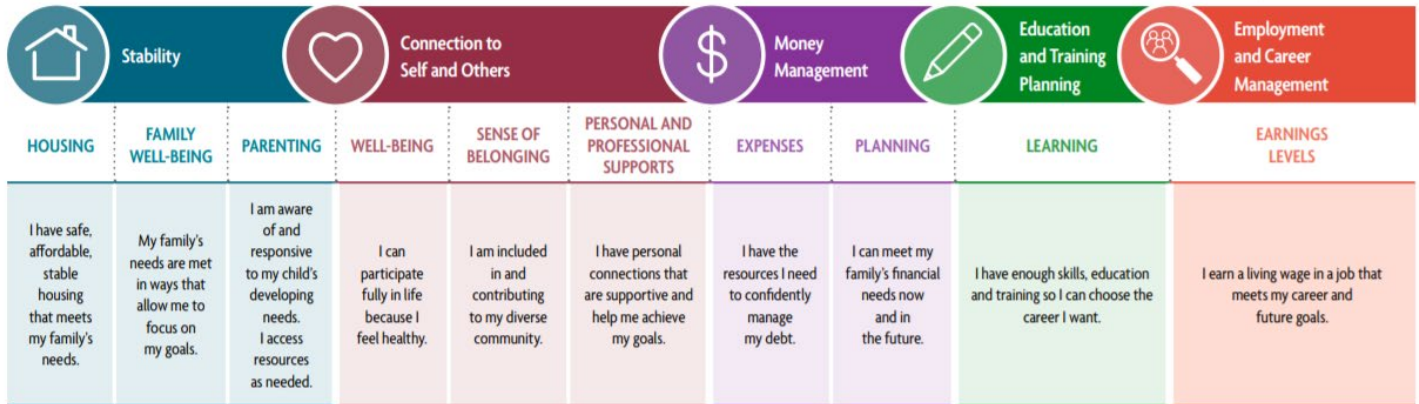 Stability
Connection to
Self and Others
$
Money
Management
Education
and Training
Planning
Employment
and Career
Management
HOUSING
FAMILY
WELL-BEING
PARENTING
WELL-BEING
SENSE OF
BELONGING
PERSONAL AND
PROFESSIONAL
SUPPORTS
EXPENSES
PLANNING
LEARNING
EARNINGS
LEVELS
I have safe,
affordable,
stable
housing
that meets
my family's
needs.
My family's
needs are met
in ways that
allow me to
focus on
my goals.
I am aware
of and
responsive
to my child's
developing
needs.
I access
resources
as needed.
I can
participate
fully in life
because I
feel healthy.
I am included
in and
contributing
to my diverse
community.
I have personal
connections that
are supportive and
help me achieve
my goals.
I have the
resources I need
to confidently
manage
my debt.
I can meet my
family's financial
needs now
and in
the future.
I have enough skills, education
and training so I can choose the
career I want.
I earn a living wage in a job that
meets my career and
future goals.